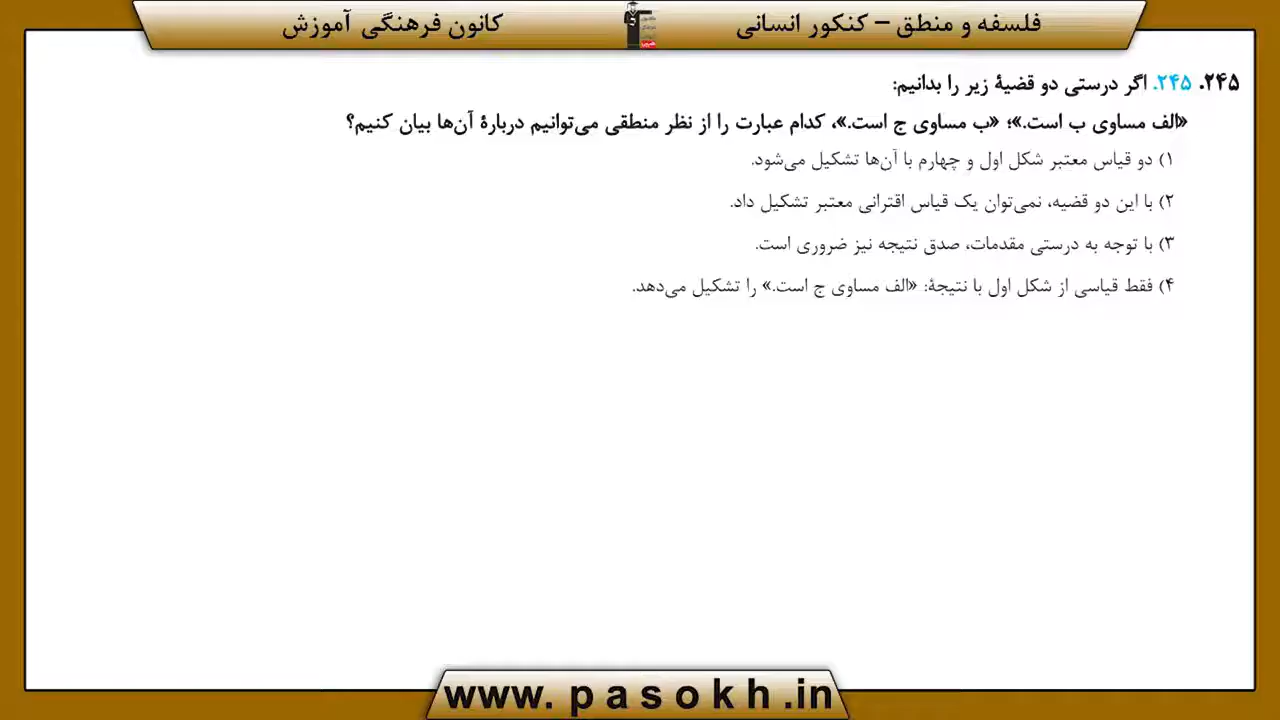 فلسفه و منطق – کنکور انسانی
کانون فرهنگی آموزش
۲۴۵. ۲۴۵. اگر درستی دو قضیهٔ زیر را بدانیم:
«الف مساوی ب است.»؛ «ب مساوی ج است.»، کدام عبارت را از نظر منطقی می‌توانیم دربارهٔ آن‌ها بیان کنیم؟
۱) دو قیاس معتبر شکل اول و چهارم با آن‌ها تشکیل می‌شود.
۲) با این دو قضیه، نمی‌توان یک قیاس اقترانی معتبر تشکیل داد.
۳) با توجه به درستی مقدمات، صدق نتیجه نیز ضروری است.
۴) فقط قیاسی از شکل اول با نتیجهٔ: «الف مساوی ج است.» را تشکیل می‌دهد.
www. p a s o k h .in